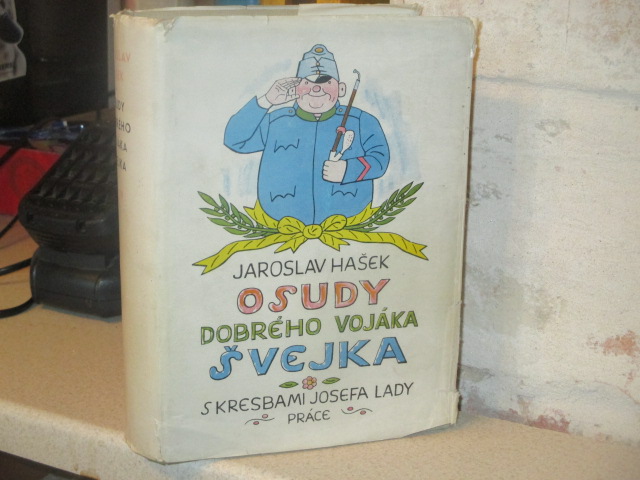 JAROSLAV HAŠEK
OSUDY
DOBRÉHO VOJÁKA
ŠVEJKA
S KRESBAMI JOSEFA LADY
PRÁCE